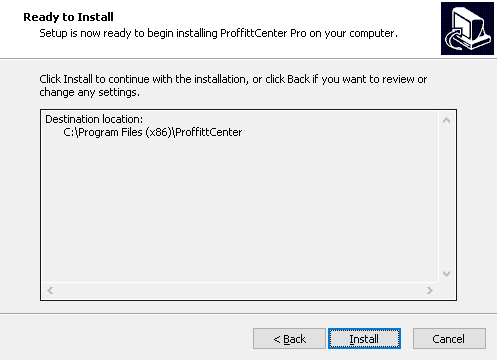 Ready to Install
Setup is now ready to begin installing ProffittCenter Pro on your computer.
Click Install to continue with the installation, or click Back if you want to review or
change any settings.
Destination location:
C:\Program Files (x86)\ProffittCenter
< Back
Install
Cancel